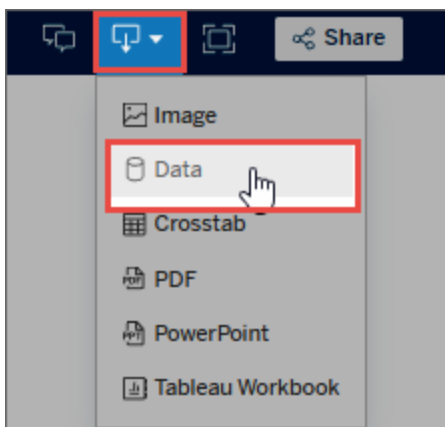 Share
Image
Data
Crosstab
PDF
PowerPoint
Tableau Workbook